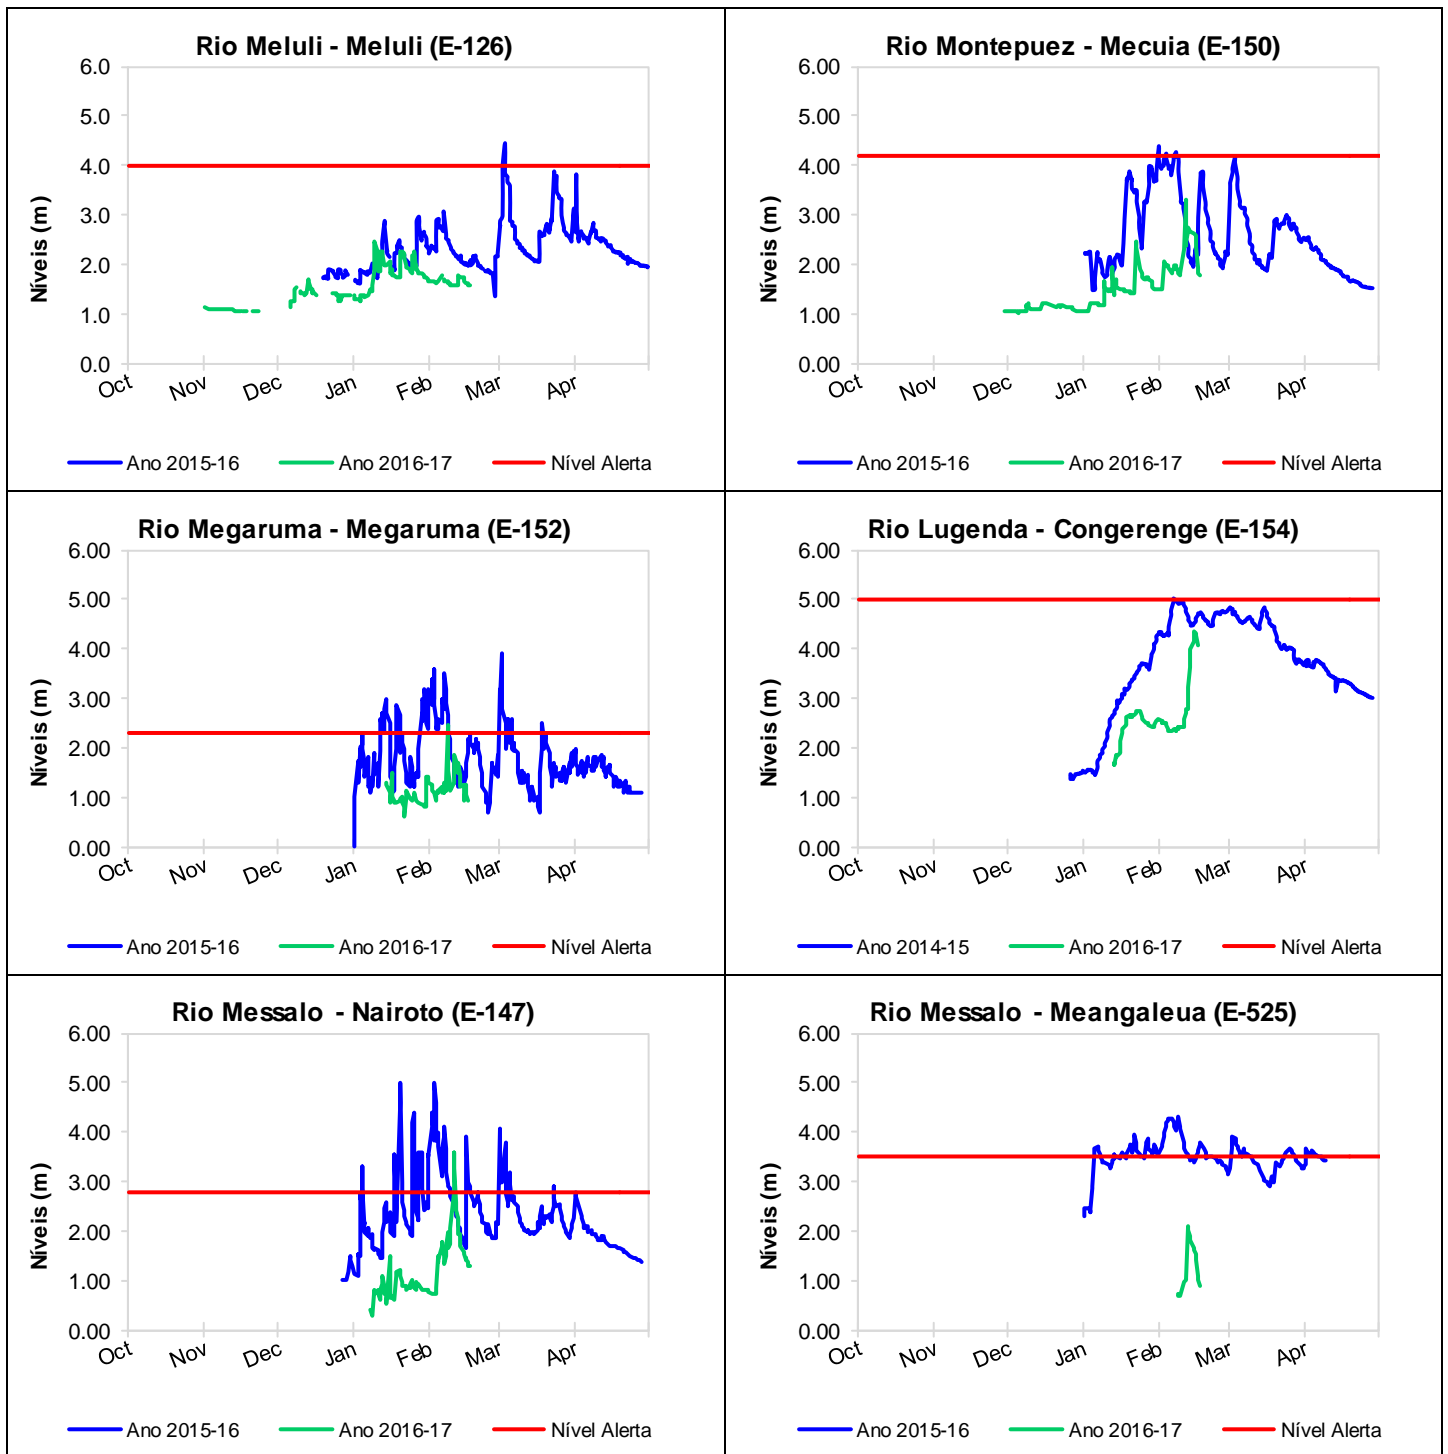 Rio Meluli - Meluli (E-126)
Níveis (m)
6.0
5.0
4.0
3.0
2.0
1.0
0.0
Oct Nov Dec Jan Feb Mar Apr
Ano 2015-16 Ano 2016-17 Nível Alerta
Rio Montepuez - Mecuia (E-150)
Níveis (m)
6.00
5.00
4.00
3.00
2.00
1.00
0.00
Oct Nov Dec Jan Feb Mar Apr
Ano 2015-16 Ano 2016-17 Nível Alerta
Rio Megaruma - Megaruma (E-152)
Níveis (m)
6.00
5.00
4.00
3.00
2.00
1.00
0.00
Oct Nov Dec Jan Feb Mar Apr
Ano 2015-16 Ano 2016-17 Nível Alerta
Rio Lugenda - Congerenge (E-154)
Níveis (m)
6.00
5.00
4.00
3.00
2.00
1.00
0.00
Oct Nov Dec Jan Feb Mar Apr
Ano 2014-15 Ano 2016-17 Nível Alerta
Rio Messalo - Nairoto (E-147)
Níveis (m)
6.00
5.00
4.00
3.00
2.00
1.00
0.00
Oct Nov Dec Jan Feb Mar Apr
Ano 2015-16 Ano 2016-17 Nível Alerta
Rio Messalo - Meangaleua (E-525)
Níveis (m)
6.00
5.00
4.00
3.00
2.00
1.00
0.00
Oct Nov Dec Jan Feb Mar Apr
Ano 2015-16 Ano 2016-17 Nível Alerta